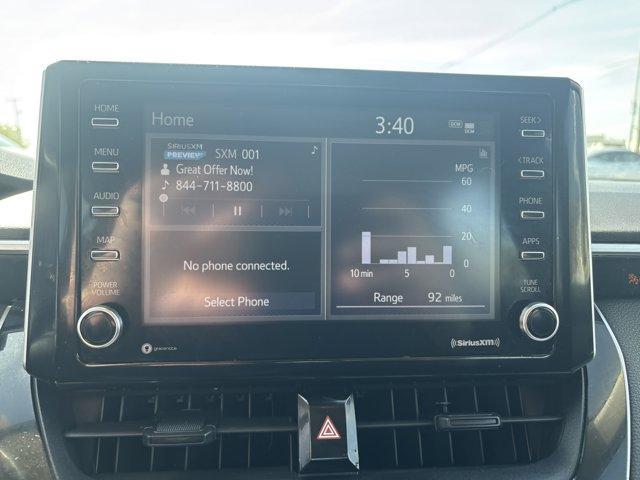 HOME
MENU
AUDIO
MAP
POWER
VOLUME
gracenote
Home
3:40
DCM
DCM
SIRIUSXM
PREVIEW
SXM 001
Great Offer Now!
844-711-8800
No phone connected.
Select Phone
MPG
60
40
20
0
10 min 5 0
Range 92 miles
SEEK>
<TRACK
PHONE
APPS
TUNE
SCROLL
SiriusXM